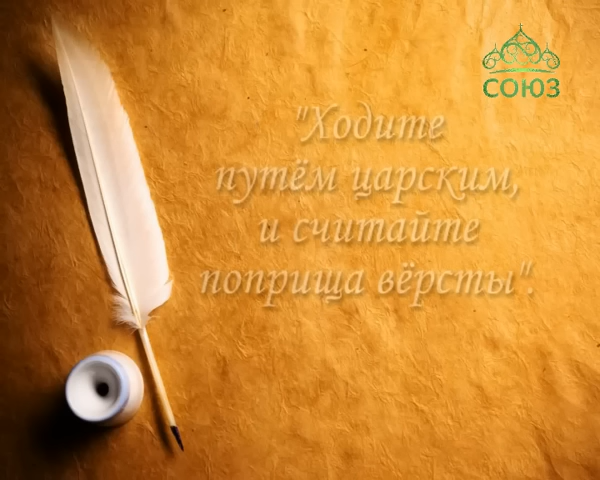 СОЮЗ
"Ходите
путём царским,
и считайте
поприща вёрсты".